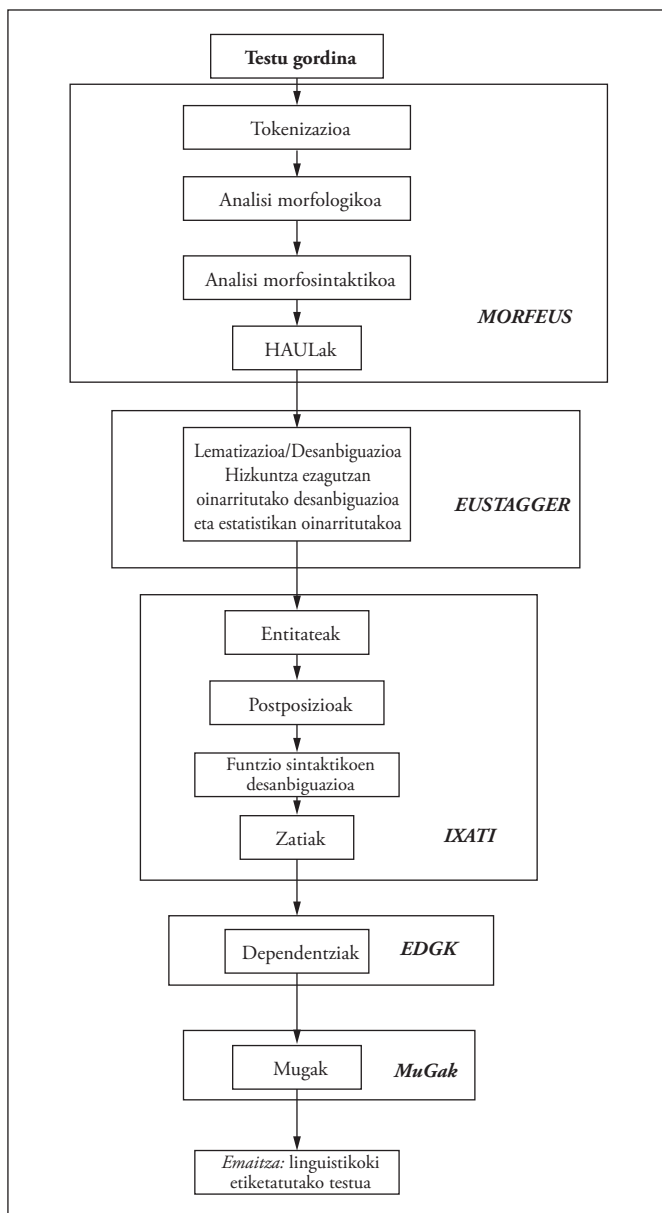 Testu gordina
Tokenizazioa
Analisi morfologikoa
Analisi morfosintaktikoa
MORFEUS
HAULak
Lematizazioa/Desanbiguazioa
Hizkuntza ezagutzan
oinarritutako desanbiguazioa
eta estatistikan oinarritutakoa
EUSTAGGER
Entitateak
Postposizioak
Funtzio sintaktikoen
desanbiguazioa
Zatiak
IXATI
Dependentziak
EDGK
Mugak
MuGak
Emaitza: linguistikoki
etiketatutako testua